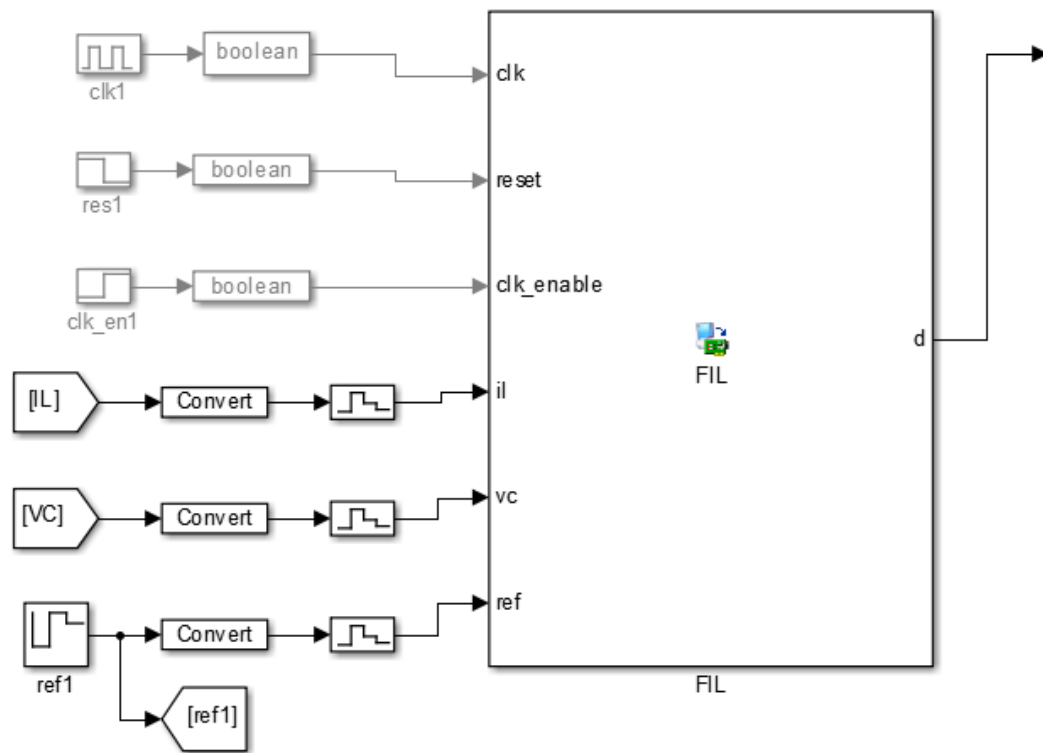 boolean
clk1
clk
boolean
res1
reset
boolean
clk_en1
clk_enable
d
FIL
[IL]
Convert
il
[VC]
Convert
vc
ref1
Convert
ref
[ref1]
FIL